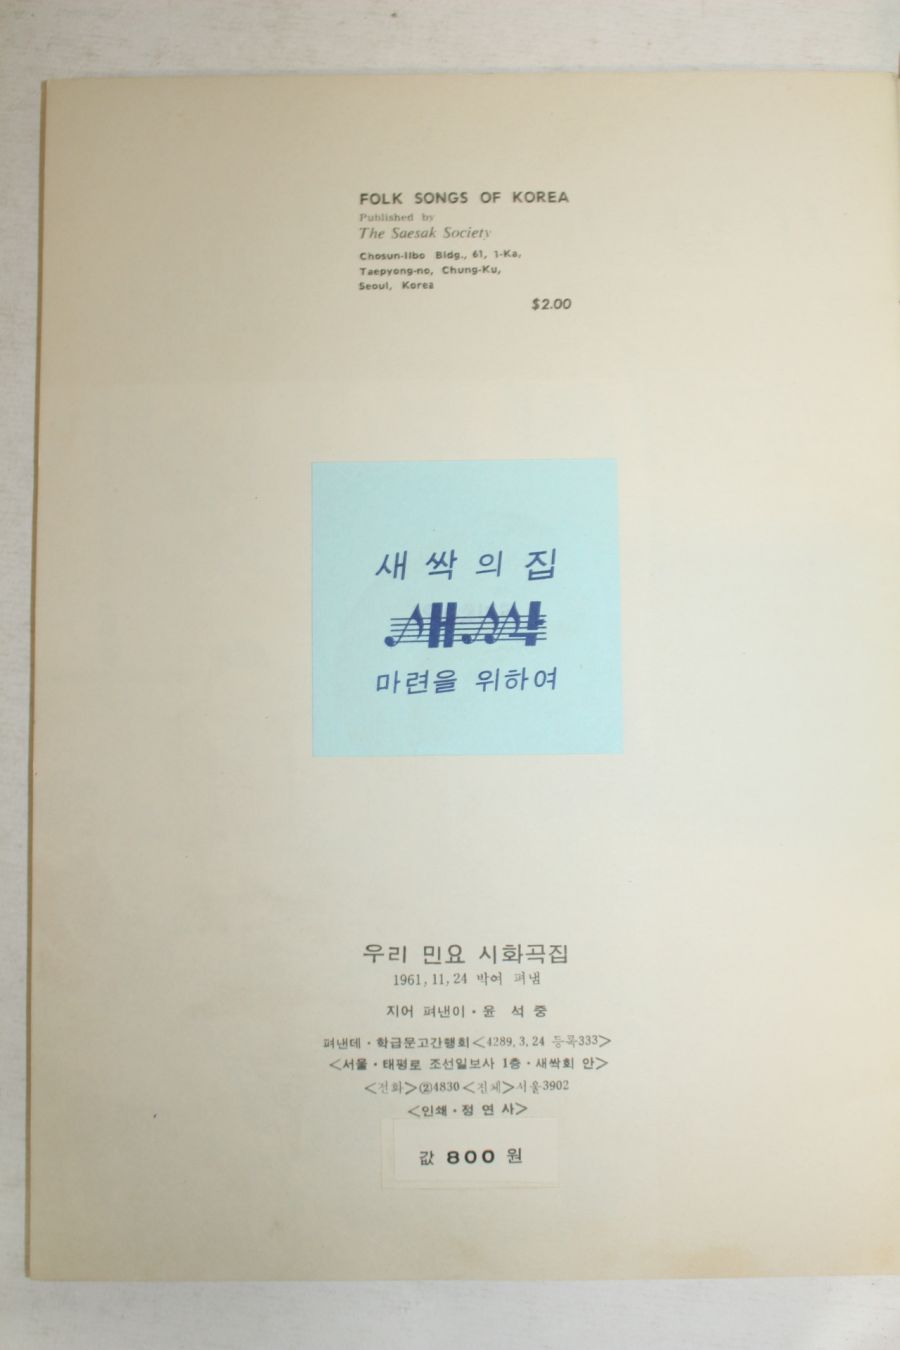 FOLK SONGS OF KOREA
Published by
The Saesak Society
Chosun-Ilbo Bldg., 61, 1-Ka,
Taepyong-no, Chung-Ku,
Seoul, Korea
$2.00
새싹의 집
새싹
마련을 위하여
우리 민요 시화곡집
1961, 11, 24 박여 펴냄
지어 펴낸이·윤 석 중
펴낸데·학급문고간행회<4289, 3, 24 등록333>
<서울·태평로 조선일보사 1층·새싹회 안>
<전화>②4830<진체>서울3902
<인쇄·정 연 사>
값 800 원